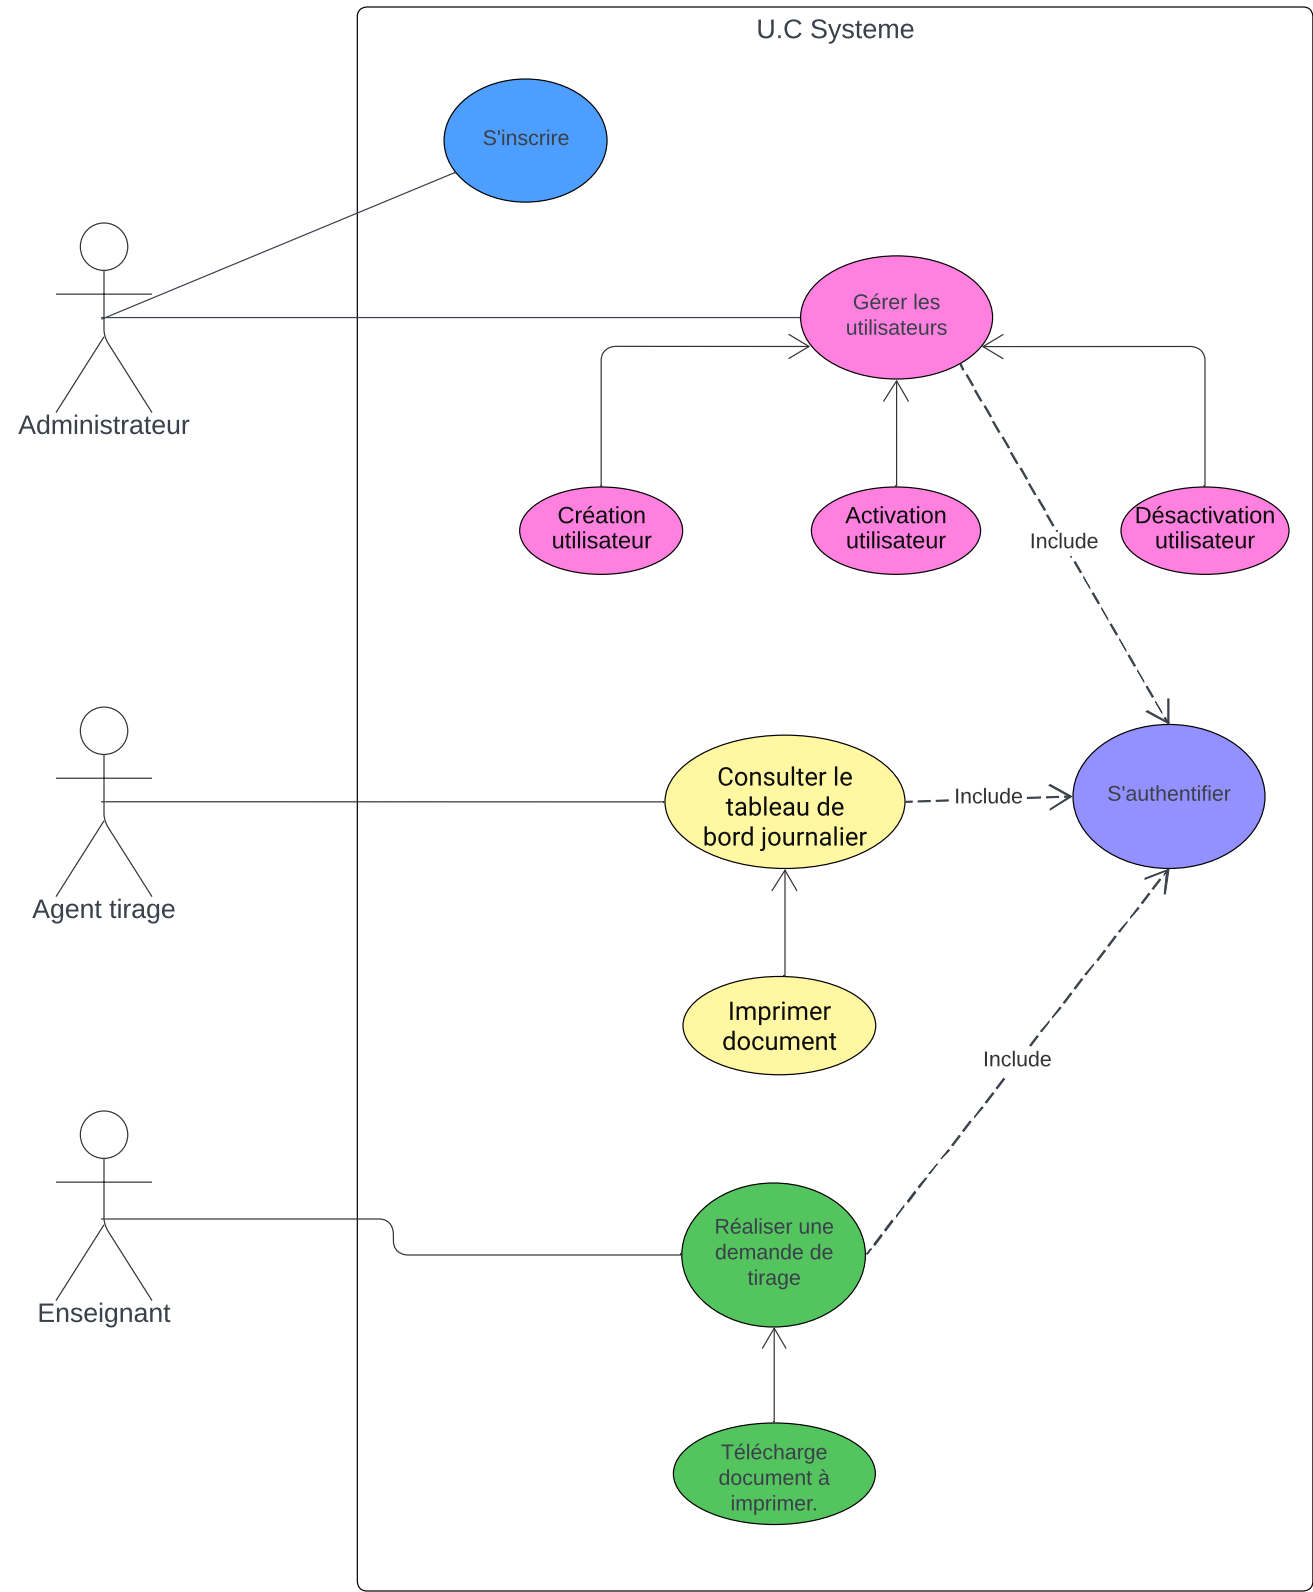 U.C Systeme
S'inscrire
Gérer les
utilisateurs
Administrateur
Création
utilisateur
Activation
utilisateur
Désactivation
utilisateur
Include
Consulter le
tableau de
bord journalier
Include
S'authentifier
Agent tirage
Imprimer
document
Include
Réaliser une
demande de
tirage
Enseignant
Télécharge
document à
imprimer.